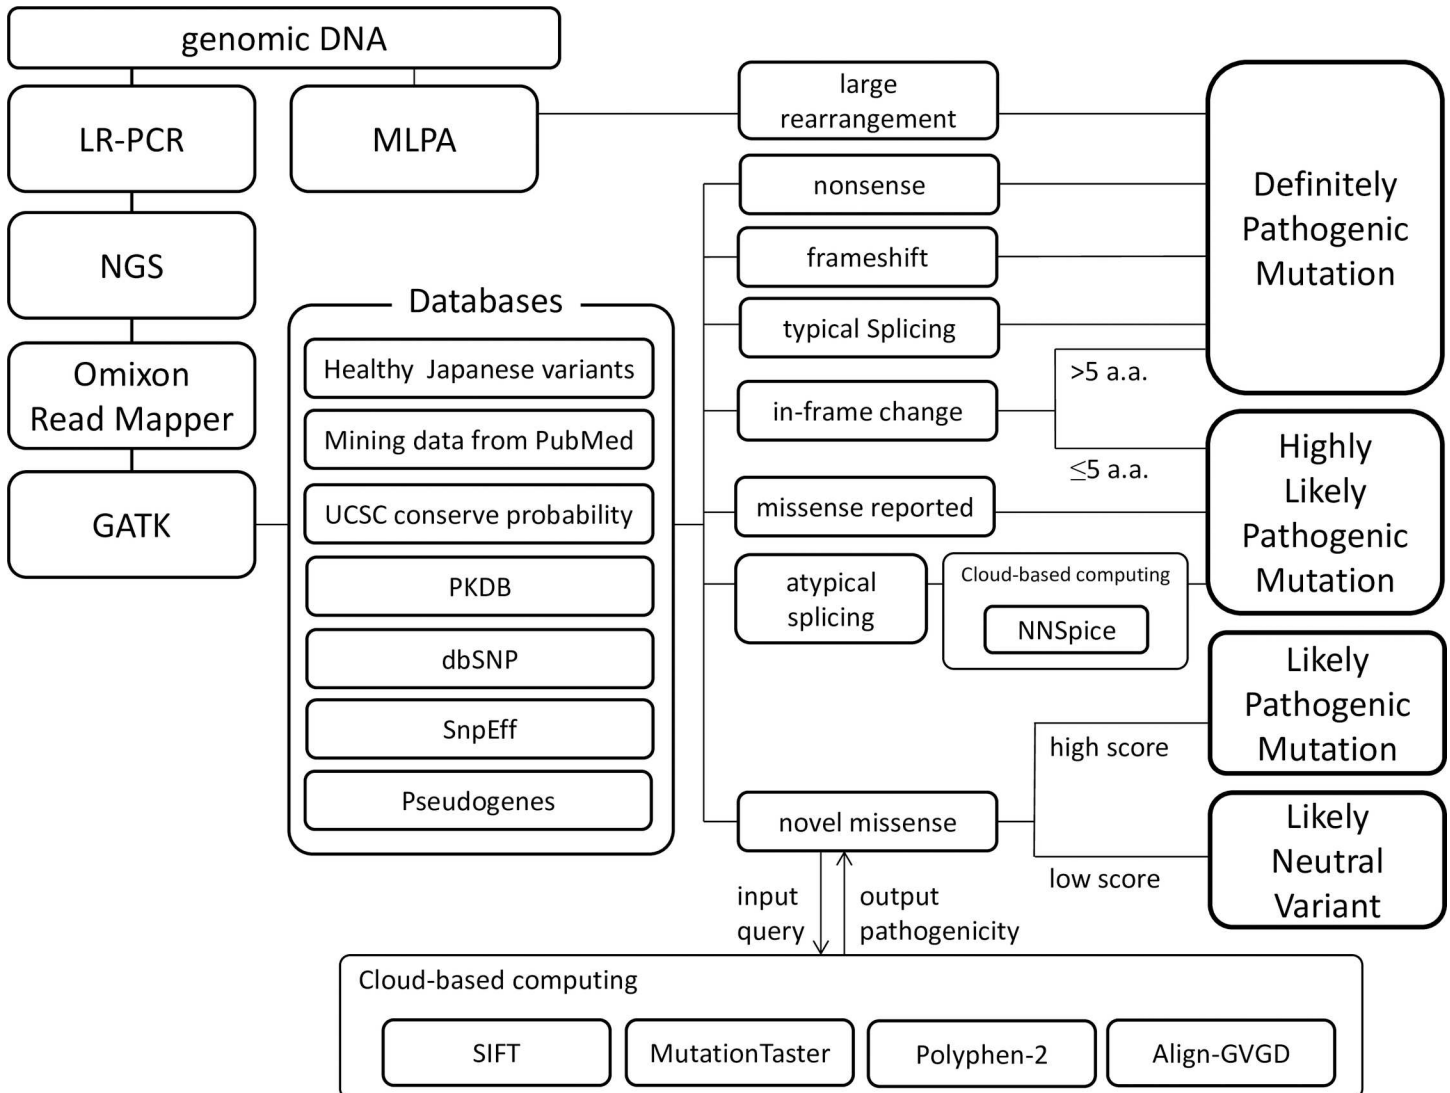 genomic DNA
LR-PCR
MLPA
NGS
Omixon
Read Mapper
GATK
Databases
Healthy Japanese variants
Mining data from PubMed
UCSC conserve probability
PKDB
dbSNP
SnpEff
Pseudogenes
large
rearrangement
nonsense
frameshift
typical Splicing
in-frame change
>5 a.a.
≤5 a.a.
missense reported
atypical
splicing
Cloud-based computing
NNSpice
novel missense
high score
low score
Definitely
Pathogenic
Mutation
Highly
Likely
Pathogenic
Mutation
Likely
Pathogenic
Mutation
Likely
Neutral
Variant
input
query
output
pathogenicity
Cloud-based computing
SIFT
MutationTaster
Polyphen-2
Align-GVGD